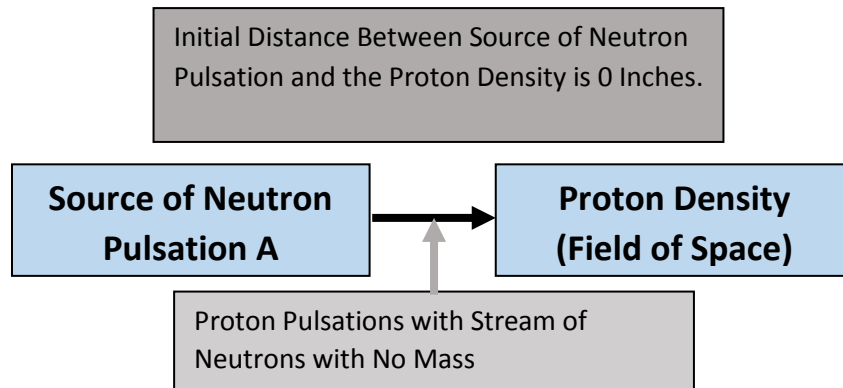 Initial Distance Between Source of Neutron
Pulsation and the Proton Density is 0 Inches.
Source of Neutron
Pulsation A
Proton Density
(Field of Space)
Proton Pulsations with Stream of
Neutrons with No Mass